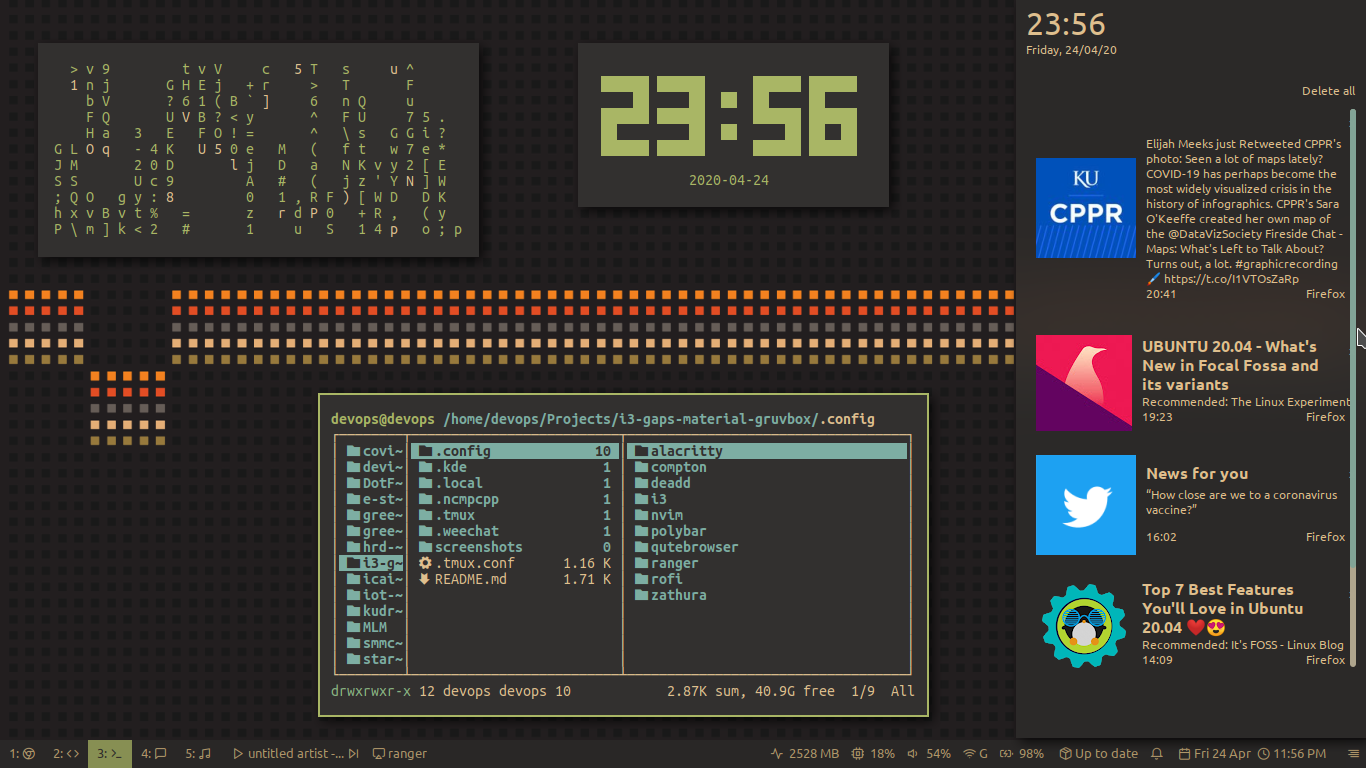 > v 9 t v V c 5 T s u ^
1 n j G H E j + r > T F
b V ? 6 1 ( B ` ] 6 n Q u
F Q U V B ? < y ^ F U 7 5 .
H a 3 E F O ! = ^ \ s G G i ?
G L O q - 4 K U 5 0 e M ( f t w 7 e *
J M 2 0 D l j D a N K v y 2 [ E
S S U c 9 A # ( j z ' Y N ] W
; Q O g y : 8 0 1 , R F ) [ W D D K
h x v B v t % = z r d P 0 + R , ( y
P \ m ] k < 2 # 1 u S 1 4 p o ; p
23:56
2020-04-24
devops@devops /home/devops/Projects/i3-gaps-material-gruvbox/.config
covi~ .config 10 alacritty
devi~ .kde 1 compton
DotF~ .local 1 deadd
e-st~ .ncmpcpp 1 i3
gree~ .tmux 1 nvim
gree~ .weechat 1 polybar
hrd-~ screenshots 0 qutebrowser
i3-g~ .tmux.conf 1.16 K ranger
icai~ README.md 1.71 K rofi
iot-~ zathura
kudr~
MLM
smmc~
star~
drwxrwxr-x 12 devops devops 10 2.87K sum, 40.9G free 1/9 All
23:56
Friday, 24/04/20
Delete all
KU
CPPR
Elijah Meeks just Retweeted CPPR's
photo: Seen a lot of maps lately?
COVID-19 has perhaps become the
most widely visualized crisis in the
history of infographics. CPPR's Sara
O'Keeffe created her own map of
the @DataVizSociety Fireside Chat -
Maps: What's Left to Talk About?
Turns out, a lot. #graphicrecording
🖌️ https://t.co/I1VTOsZaRp
20:41 Firefox
UBUNTU 20.04 - What's
New in Focal Fossa and
its variants
Recommended: The Linux Experiment
19:23 Firefox
News for you
“How close are we to a coronavirus
vaccine?”
16:02 Firefox
Top 7 Best Features
You'll Love in Ubuntu
20.04 ❤️😍
Recommended: It's FOSS - Linux Blog
14:09 Firefox
1: 2: <> 3: >_ 4: 5: untitled artist -... ranger 2528 MB 18% 54% G 98% Up to date Fri 24 Apr 11:56 PM